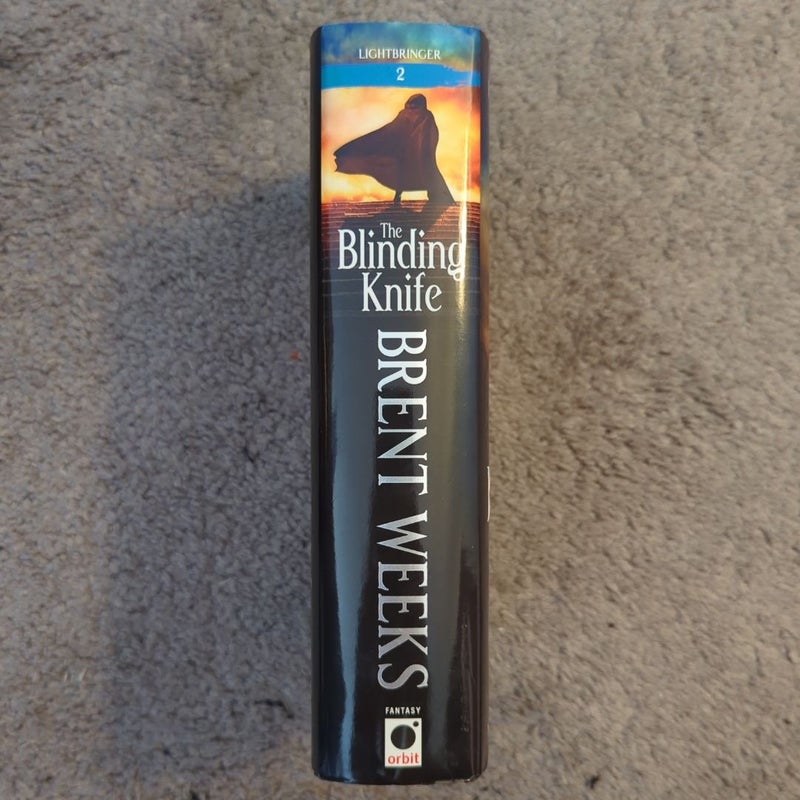 LIGHTBRINGER
2
The
Blinding
Knife
BRENT WEEKS
FANTASY
orbit